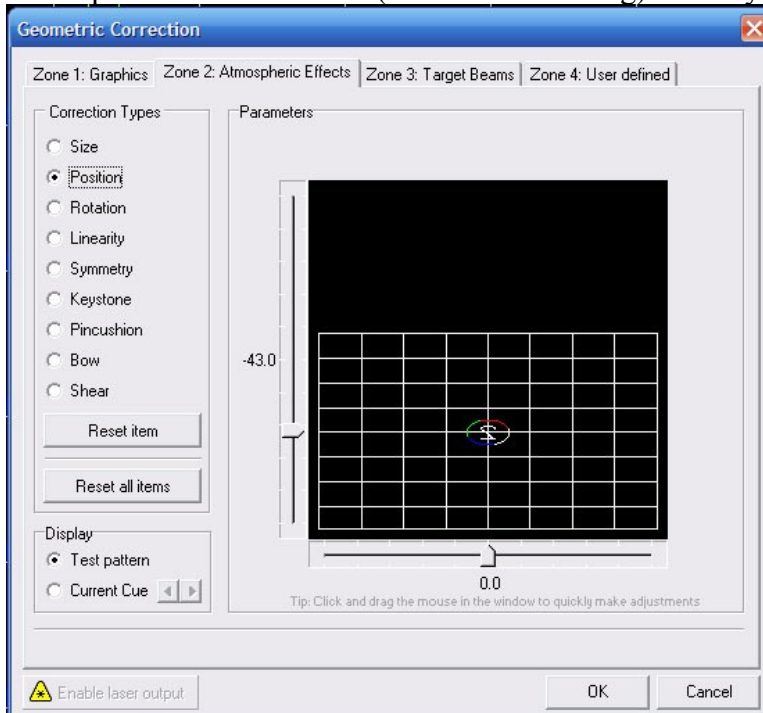 Geometric Correction
Zone 1: Graphics
Zone 2: Atmospheric Effects
Zone 3: Target Beams
Zone 4: User defined
Correction Types
Size
Position
Rotation
Linearity
Symmetry
Keystone
Pincushion
Bow
Shear
Reset item
Reset all items
Display
Test pattern
Current Cue
Parameters
-43.0
2
0.0
Tip: Click and drag the mouse in the window to quickly make adjustments
Enable laser output
OK
Cancel